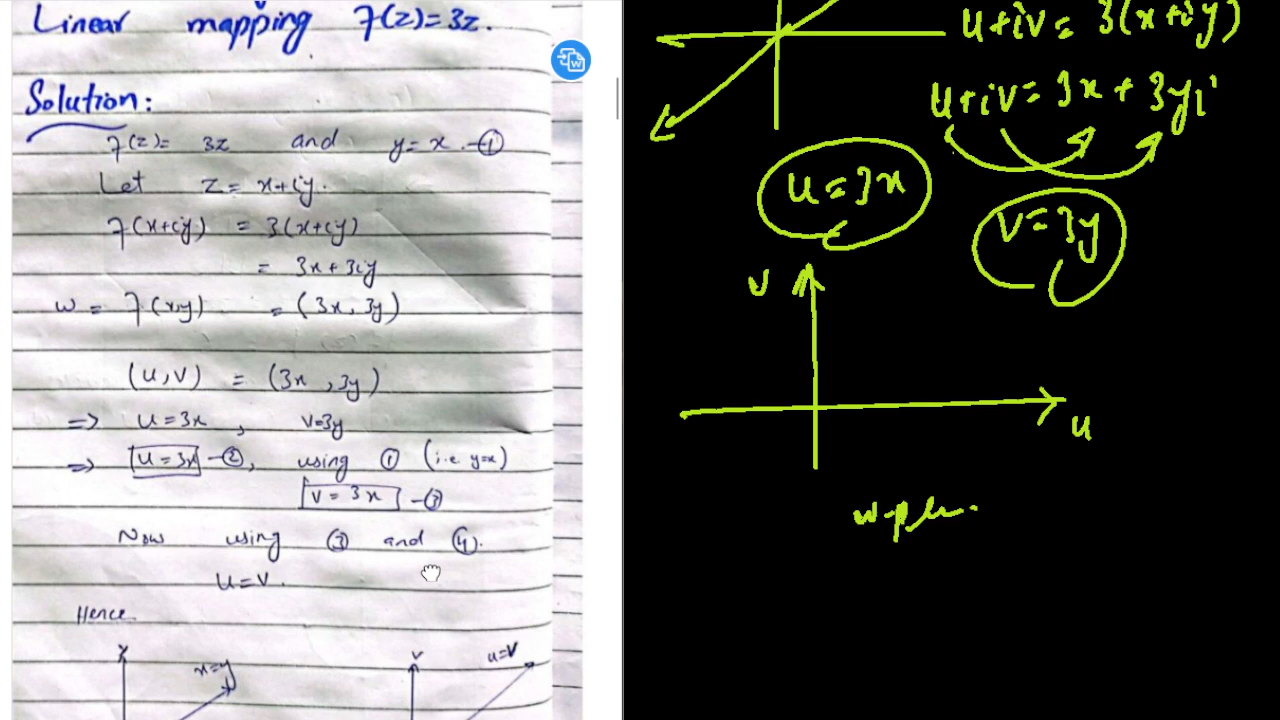 Linear mapping f(z)=3z.
Solution:
f(z)= 3z and y=x -①
Let z= x+iy.
f(x+iy) = 3(x+iy)
= 3x+3iy
w = f(x,y) = (3x, 3y)
(u,v) = (3x ,3y)
=> u=3x , v=3y
=> u=3x -②, using ① (i.e y=x)
v = 3x -③
Now using ③ and ④.
u=v.
Hence.
y x=y
v u=v
u+iv= 3(x+iy)
u+iv= 3x+ 3yi
u=3x
v=3y
v
u